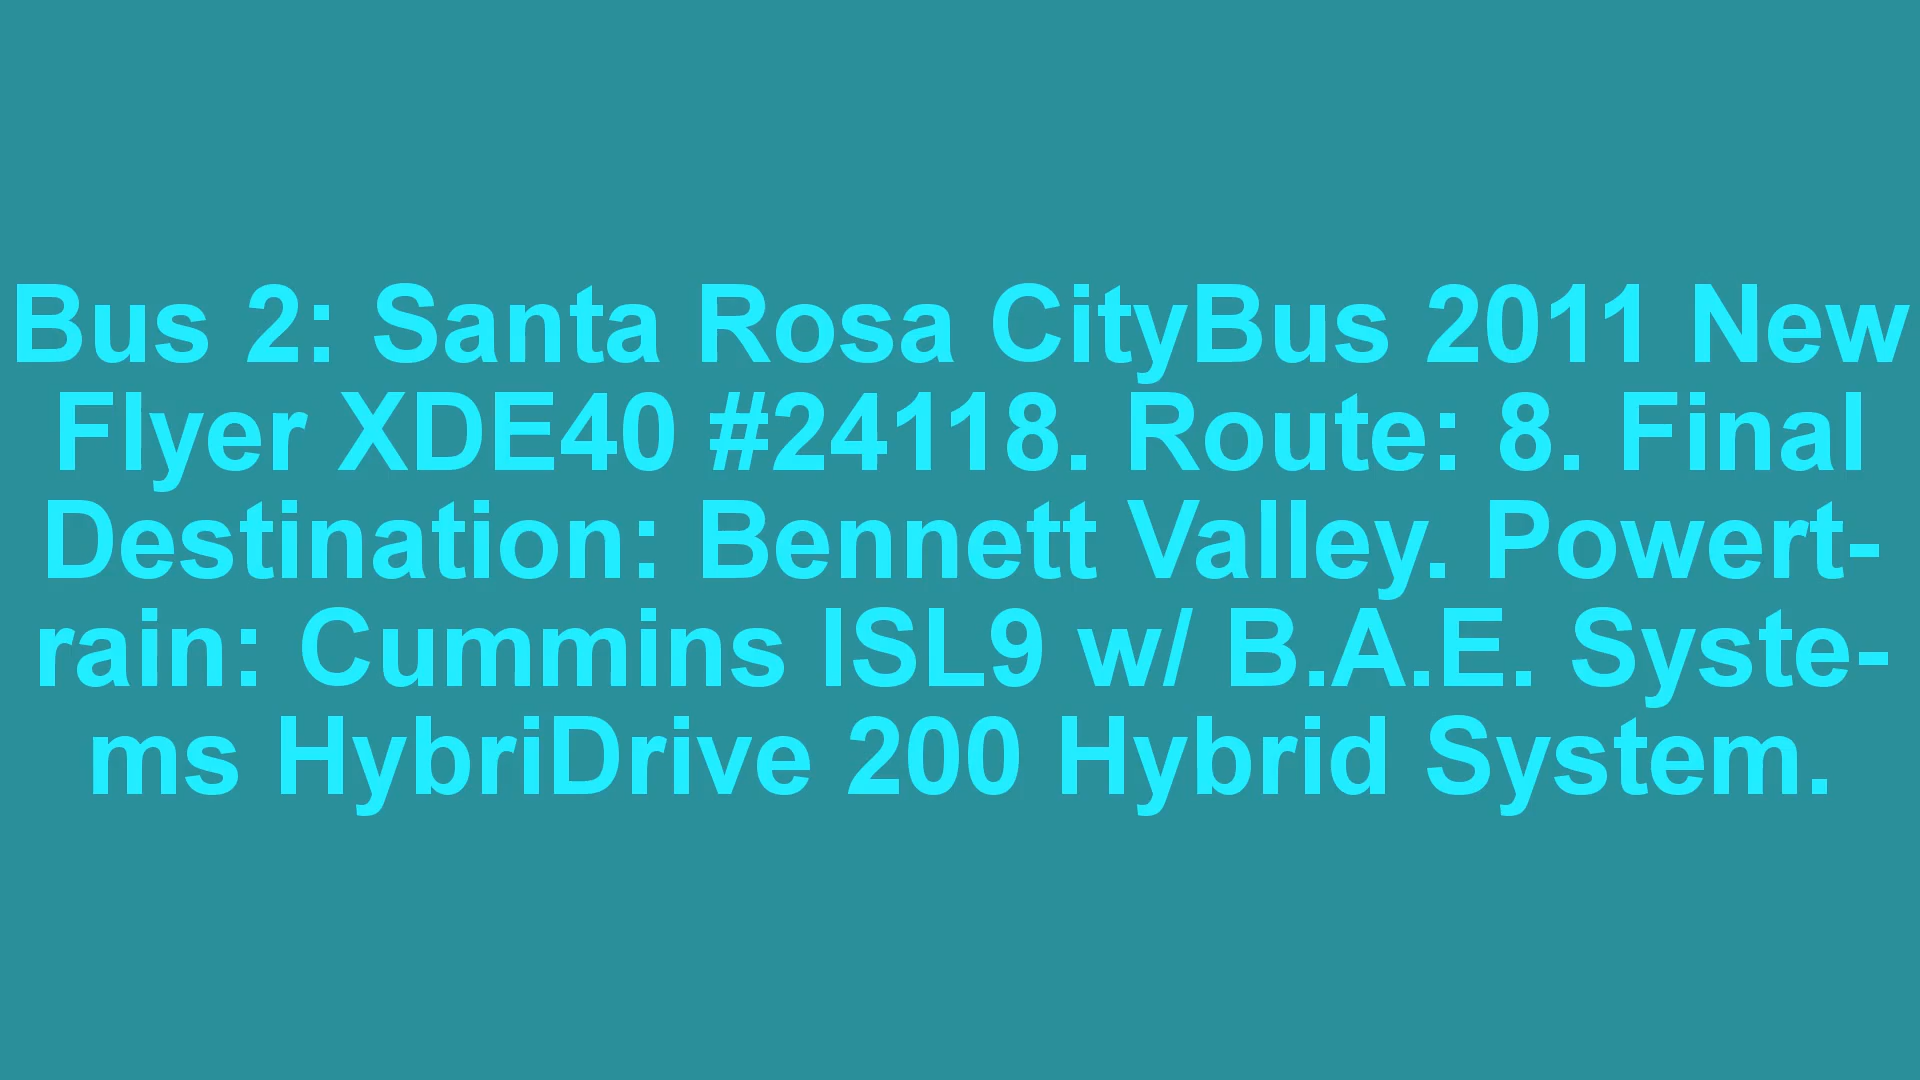 Bus 2: Santa Rosa CityBus 2011 New
Flyer XDE40 #24118. Route: 8. Final
Destination: Bennett Valley. Powert-
rain: Cummins ISL9 w/ B.A.E. Syste-
ms HybriDrive 200 Hybrid System.